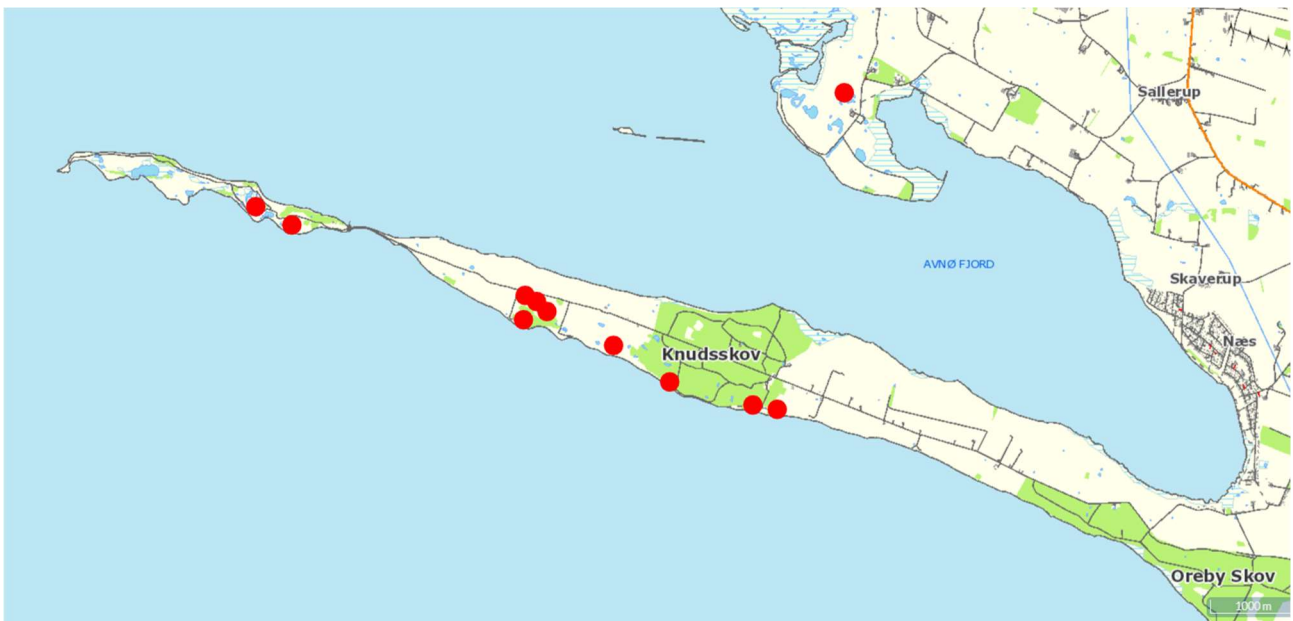 Sallerup
AVNØ FJORD
Skaverup
Næs
Knudsskov
Oreby Skov
1000 m